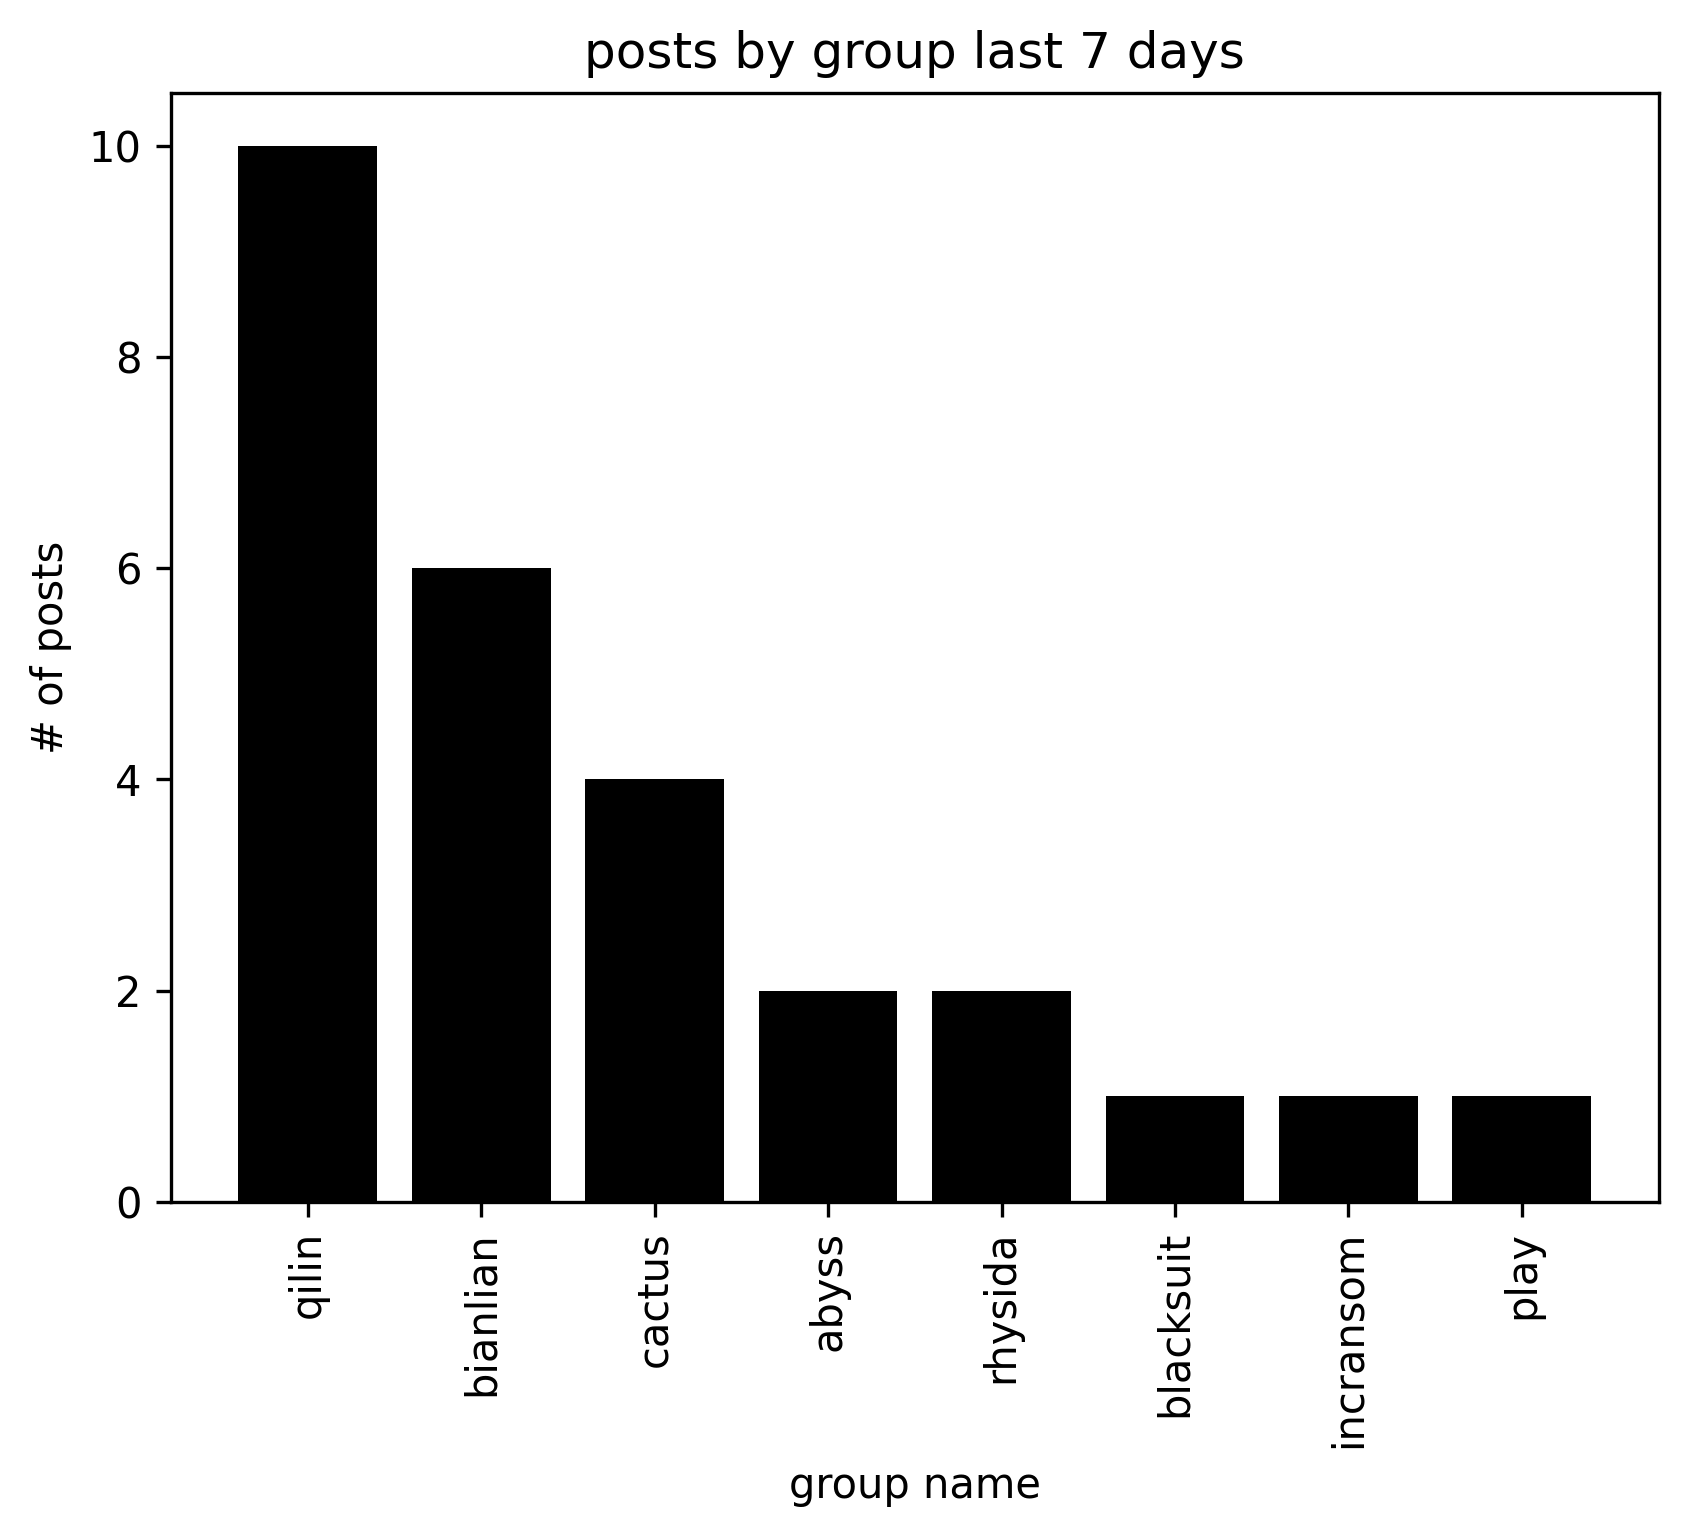 posts by group last 7 days
# of posts
10
8
6
4
2
0
qilin
bianlian
cactus
abyss
rhysida
blacksuit
incransom
play
group name